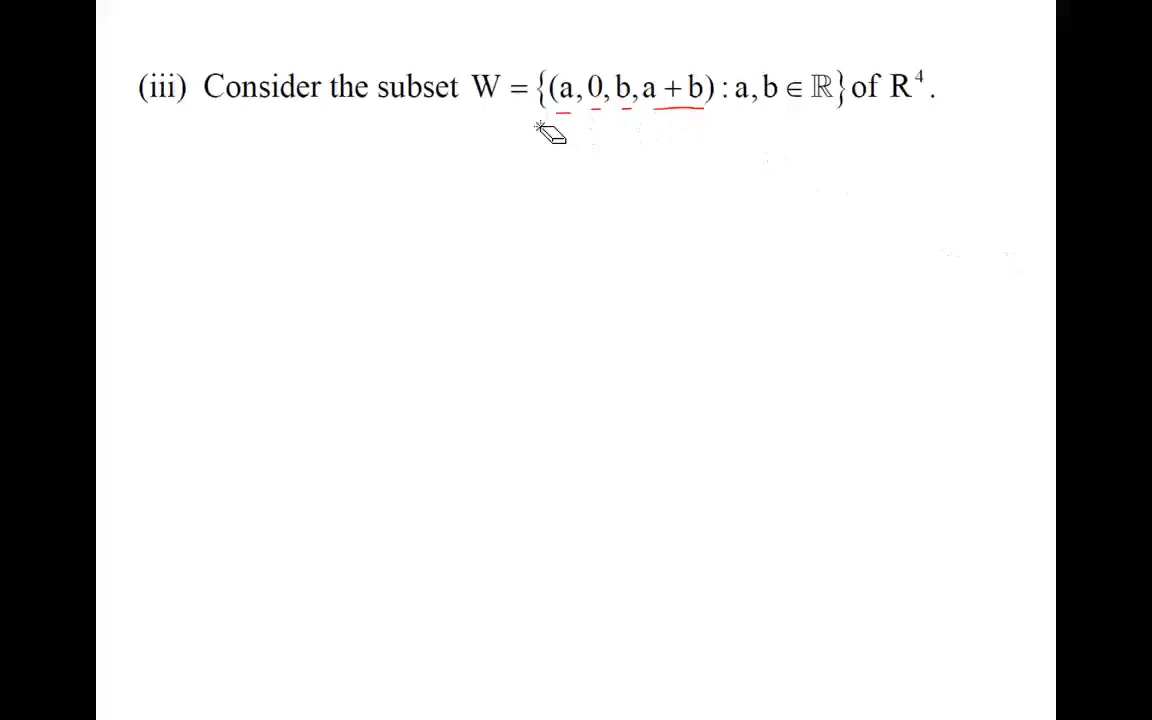 (iii) Consider the subset W = {(a, 0, b, a + b) : a, b ∈ ℝ} of R⁴.